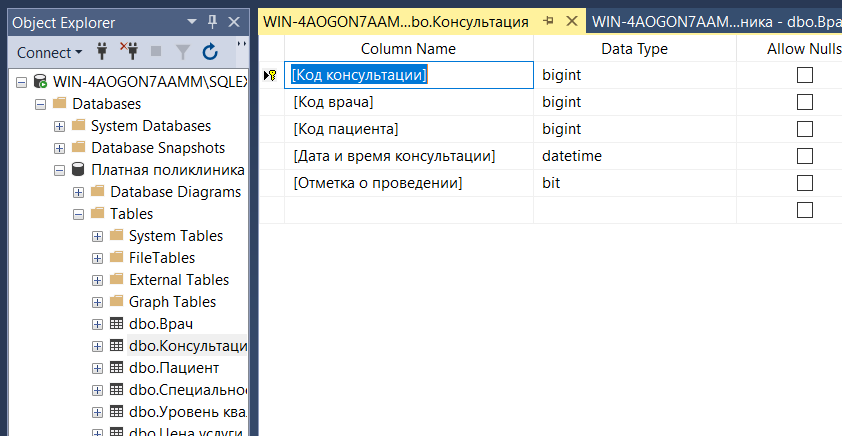 Object Explorer
Connect
WIN-4AOGON7AAMM\SQLEX
Databases
System Databases
Database Snapshots
Платная поликлиника
Database Diagrams
Tables
System Tables
FileTables
External Tables
Graph Tables
dbo.Врач
dbo.Консультаци
dbo.Пациент
dbo.Специальнос
dbo.Уровень ква
dbo.Цена услуги
WIN-4AOGON7AAM...bo.Консультация
WIN-4AOGON7AAM...ника - dbo.Вра
Column Name Data Type Allow Nulls
[Код консультации] bigint
[Код врача] bigint
[Код пациента] bigint
[Дата и время консультации] datetime
[Отметка о проведении] bit